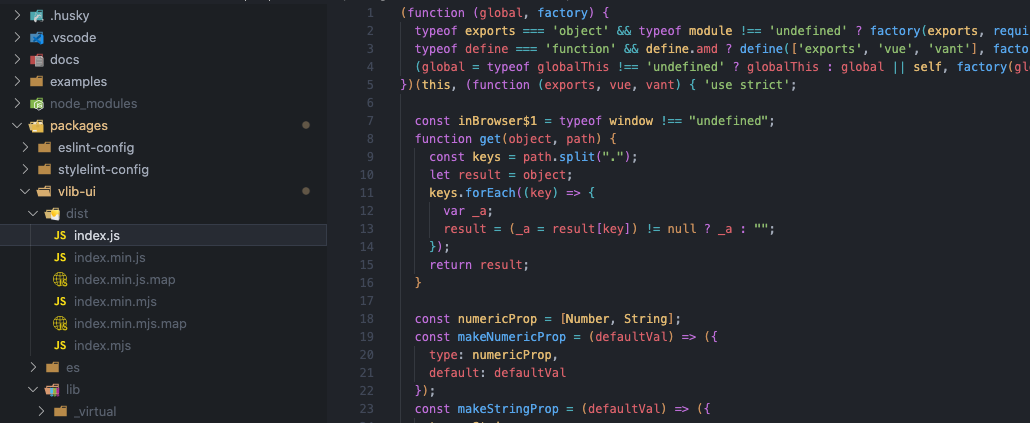 .husky
.vscode
docs
examples
node_modules
packages
eslint-config
stylelint-config
vlib-ui
dist
JS index.js
JS index.min.js
index.min.js.map
JS index.min.mjs
index.min.mjs.map
JS index.mjs
es
lib
_virtual
1 (function (global, factory) {
2 typeof exports === 'object' && typeof module !== 'undefined' ? factory(exports, requi
3 typeof define === 'function' && define.amd ? define(['exports', 'vue', 'vant'], facto
4 (global = typeof globalThis !== 'undefined' ? globalThis : global || self, factory(glo
5 })(this, (function (exports, vue, vant) { 'use strict';
6
7 const inBrowser$1 = typeof window !== "undefined";
8 function get(object, path) {
9 const keys = path.split(".");
10 let result = object;
11 keys.forEach((key) => {
12 var _a;
13 result = (_a = result[key]) != null ? _a : "";
14 });
15 return result;
16 }
17
18 const numericProp = [Number, String];
19 const makeNumericProp = (defaultVal) => ({
20 type: numericProp,
21 default: defaultVal
22 });
23 const makeStringProp = (defaultVal) => ({